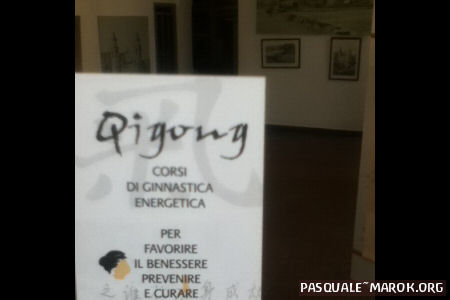 Qigong
CORSI
DI GINNASTICA
ENERGETICA
PER
FAVORIRE
IL BENESSERE
PREVENIRE
E CURARE
PASQUALE~MAROK.ORG